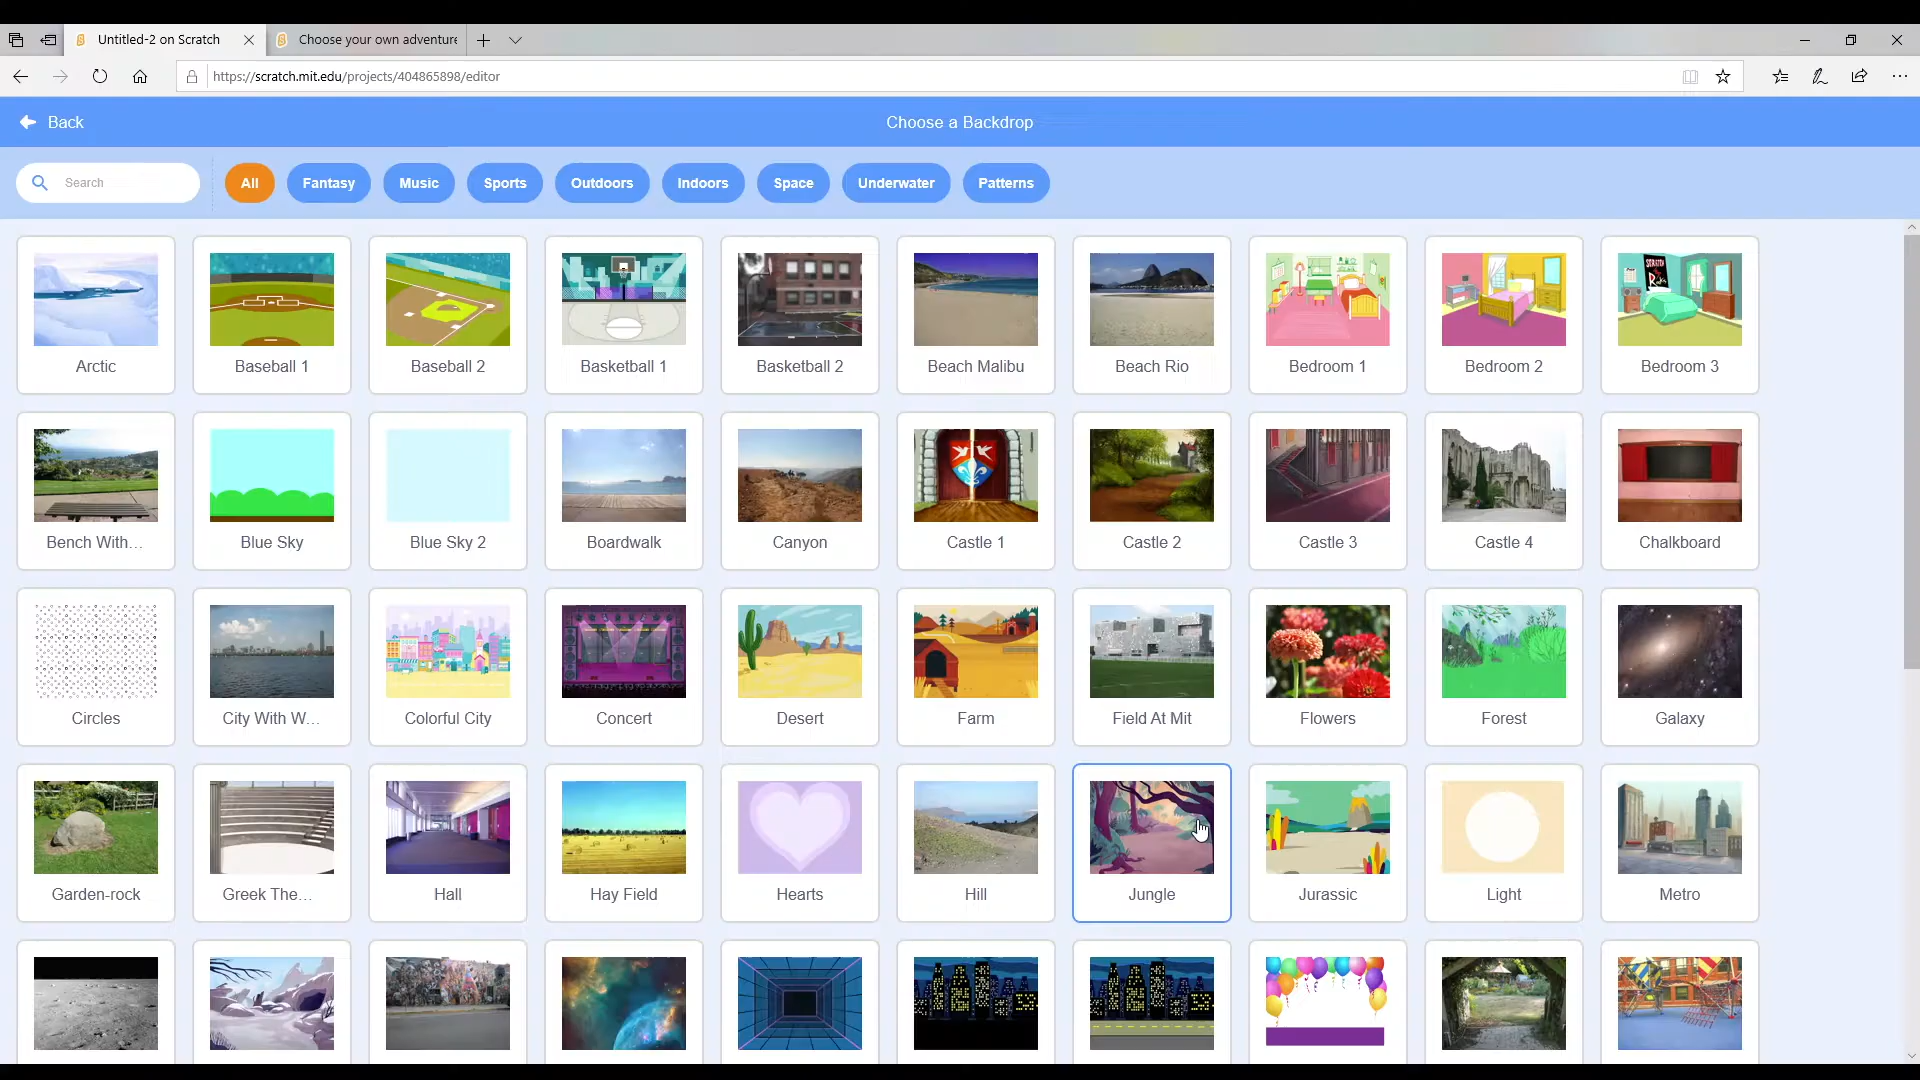 Untitled-2 on Scratch
Choose your own adventure
https://scratch.mit.edu/projects/404865898/editor
Back
Choose a Backdrop
Search
All
Fantasy
Music
Sports
Outdoors
Indoors
Space
Underwater
Patterns
Arctic
Baseball 1
Baseball 2
Basketball 1
Basketball 2
Beach Malibu
Beach Rio
Bedroom 1
Bedroom 2
Bedroom 3
Bench With...
Blue Sky
Blue Sky 2
Boardwalk
Canyon
Castle 1
Castle 2
Castle 3
Castle 4
Chalkboard
Circles
City With W...
Colorful City
Concert
Desert
Farm
Field At Mit
Flowers
Forest
Galaxy
Garden-rock
Greek The...
Hall
Hay Field
Hearts
Hill
Jungle
Jurassic
Light
Metro